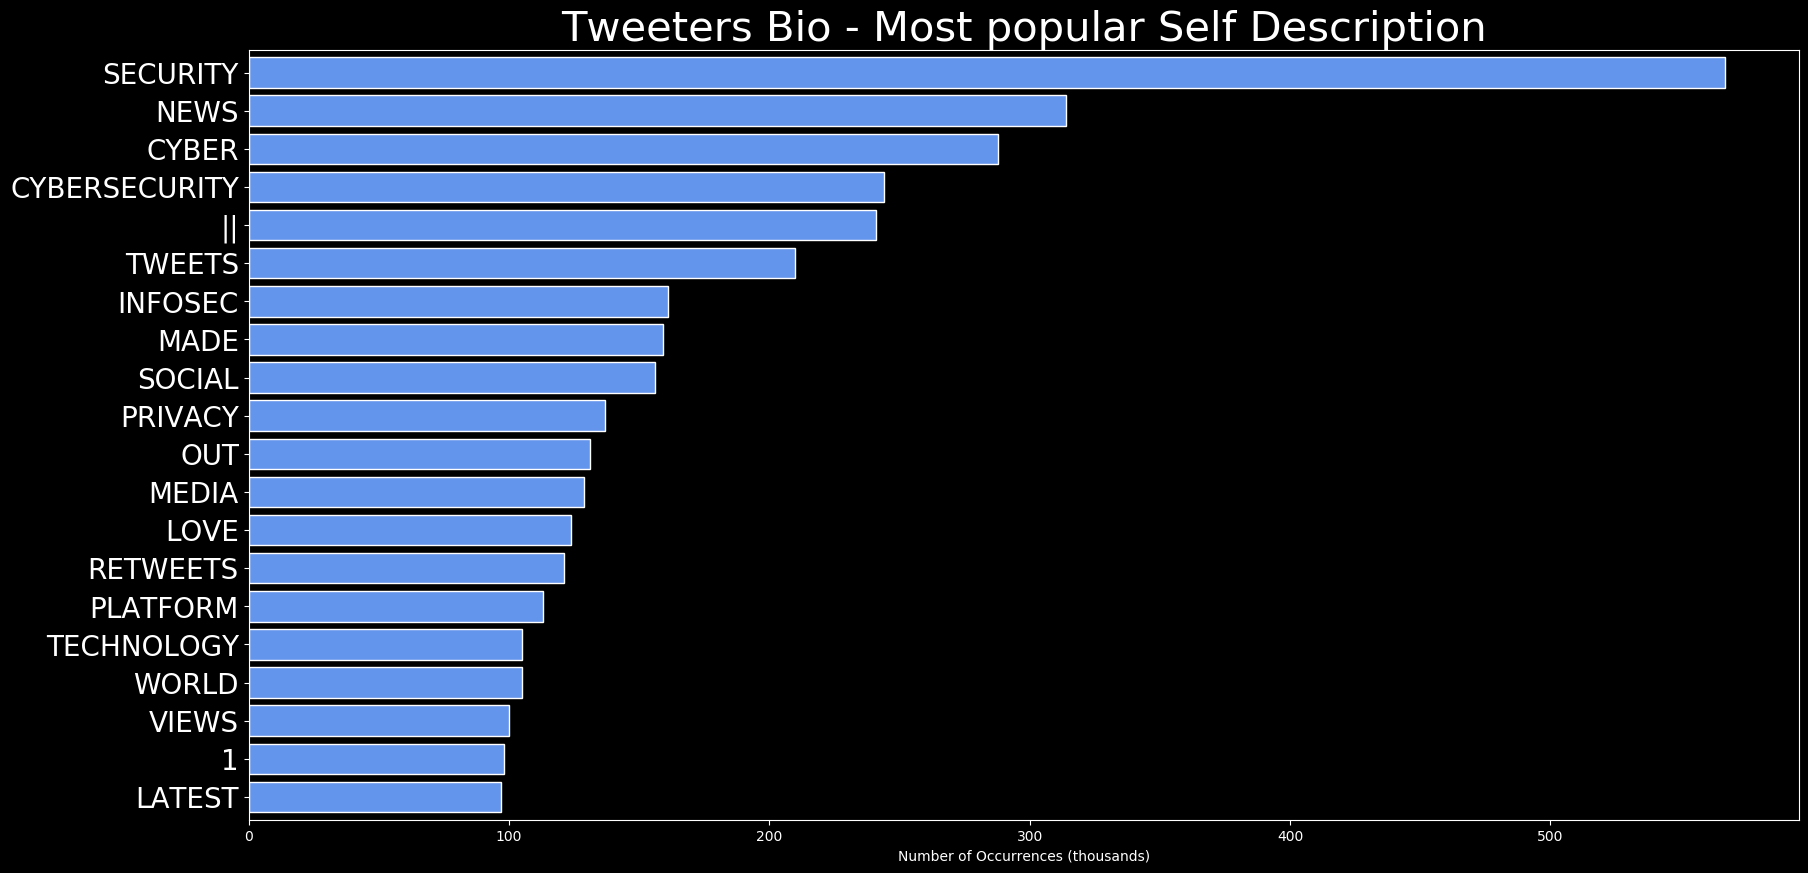 Tweeters Bio - Most popular Self Description
SECURITY
NEWS
CYBER
CYBERSECURITY
||
TWEETS
INFOSEC
MADE
SOCIAL
PRIVACY
OUT
MEDIA
LOVE
RETWEETS
PLATFORM
TECHNOLOGY
WORLD
VIEWS
1
LATEST
0 100 200 300 400 500
Number of Occurrences (thousands)